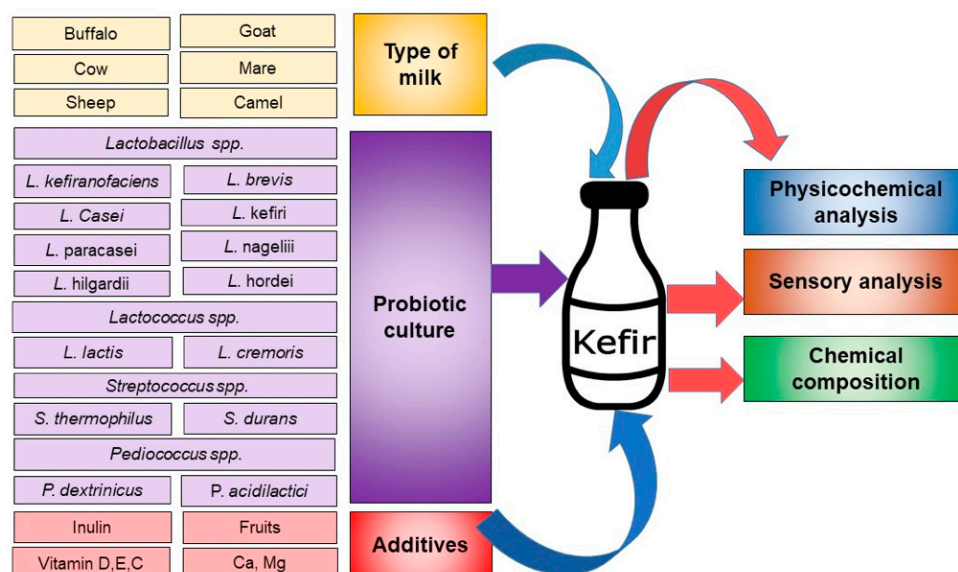 Buffalo
Goat
Cow
Mare
Sheep
Camel
Type of
milk
Lactobacillus spp.
L. kefiranofaciens
L. brevis
L. Casei
L. kefiri
L. paracasei
L. nageliii
L. hilgardii
L. hordei
Lactococcus spp.
L. lactis
L. cremoris
Streptococcus spp.
S. thermophilus
S. durans
Pediococcus spp.
P. dextrinicus
P. acidilactici
Probiotic
culture
Inulin
Fruits
Vitamin D,E,C
Ca, Mg
Additives
Kefir
Physicochemical
analysis
Sensory analysis
Chemical
composition